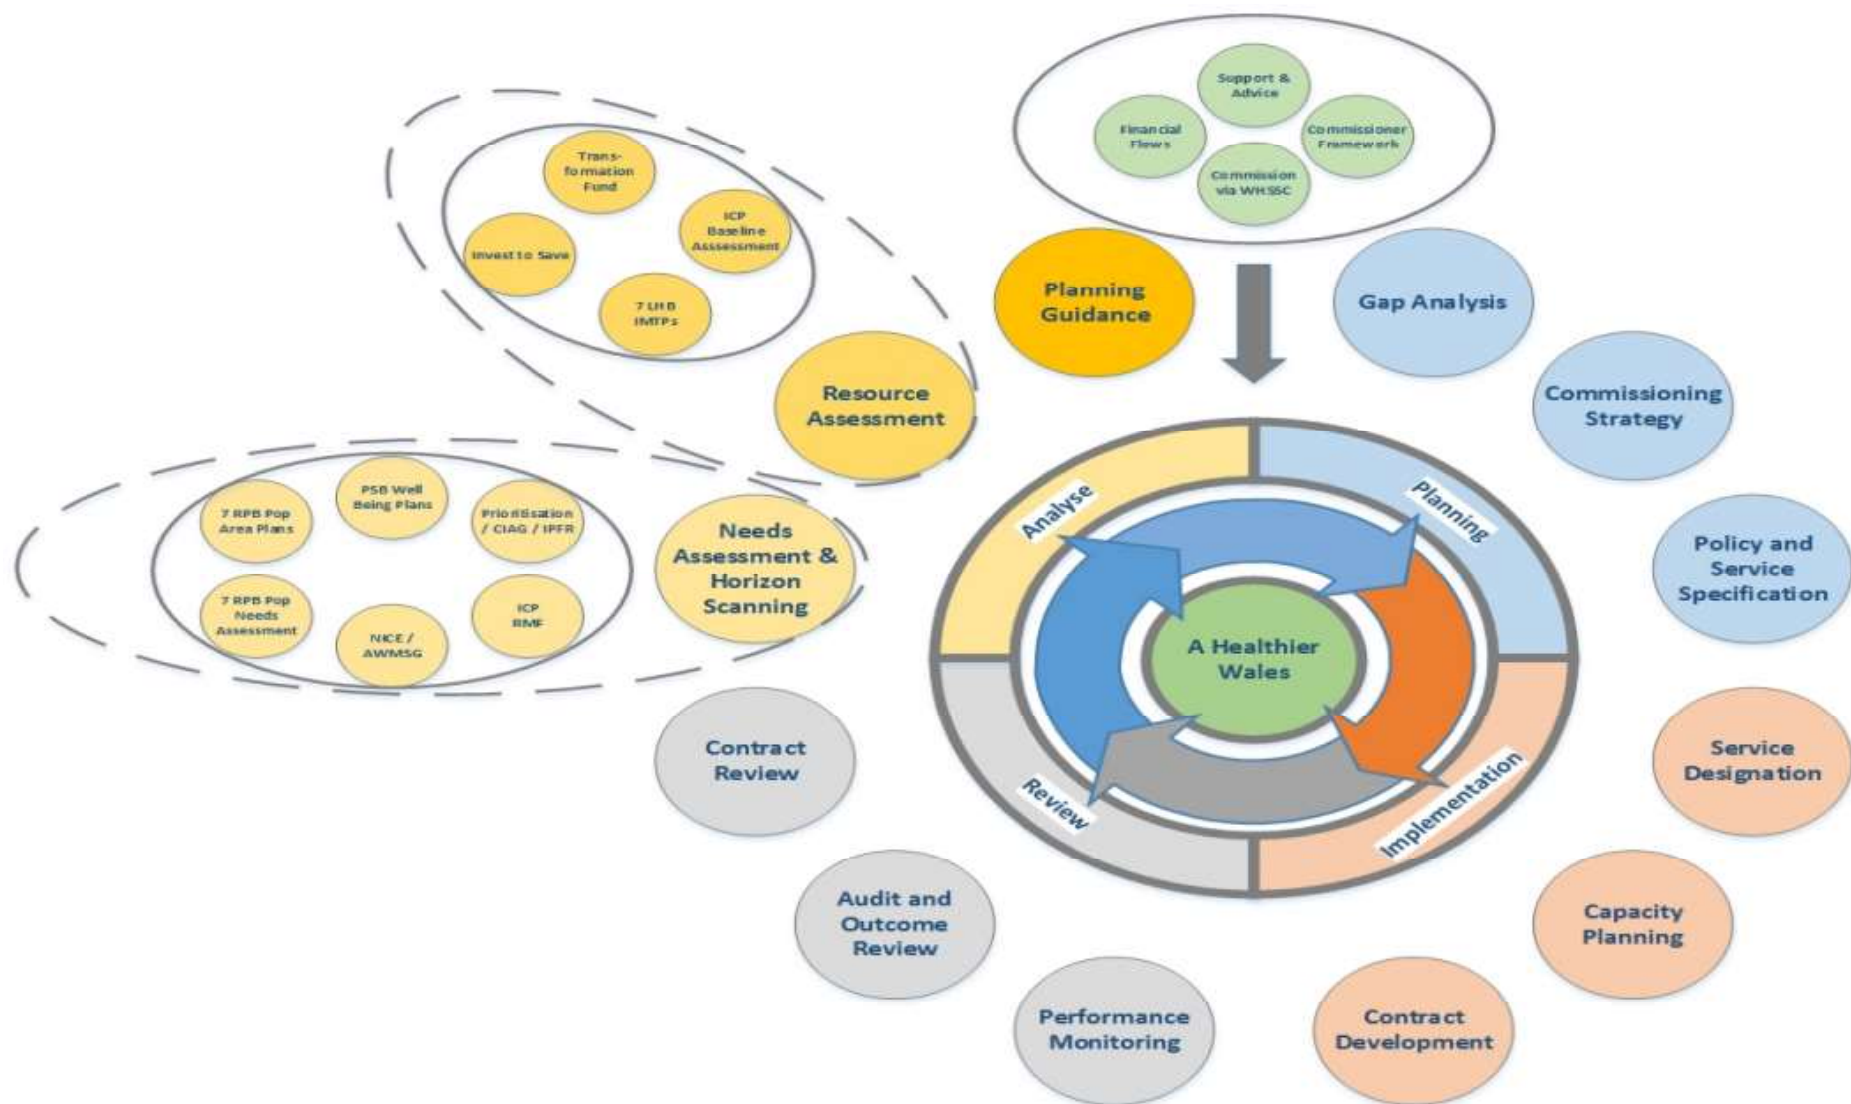 Support &
Advice
Financial
Flows
Commissioner
Framework
Commission
via WHSSC
Trans-
formation
Fund
ICP
Baseline
Asssessment
Invest to Save
7 LHB
IMTPs
Planning
Guidance
Gap Analysis
Resource
Assessment
Commissioning
Strategy
7 RPB Pop
Area Plans
PSB Well
Being Plans
Prioritisation
/ CIAG / IPFR
7 RPB Pop
Needs
Assessment
NICE /
AWMSG
ICP
RMF
Needs
Assessment &
Horizon
Scanning
Policy and
Service
Specification
Analyse
Planning
A Healthier
Wales
Review
Implementation
Contract
Review
Service
Designation
Audit and
Outcome
Review
Capacity
Planning
Performance
Monitoring
Contract
Development